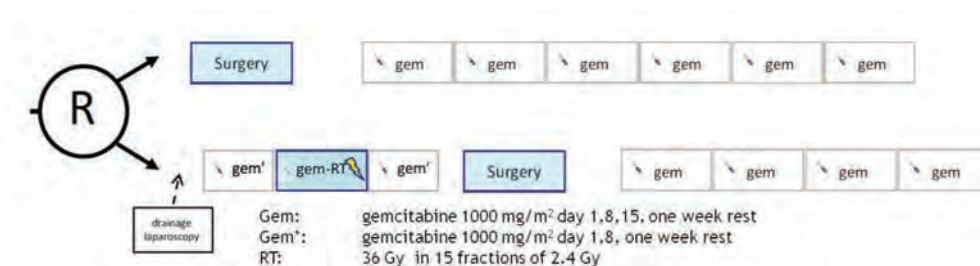 Surgery
gem gem gem gem gem gem
R
gem' gem-RT gem' Surgery gem gem gem gem
drainage
laparoscopy
Gem: gemcitabine 1000 mg/m² day 1,8,15, one week rest
Gem⁺: gemcitabine 1000 mg/m² day 1,8, one week rest
RT: 36 Gy in 15 fractions of 2.4 Gy